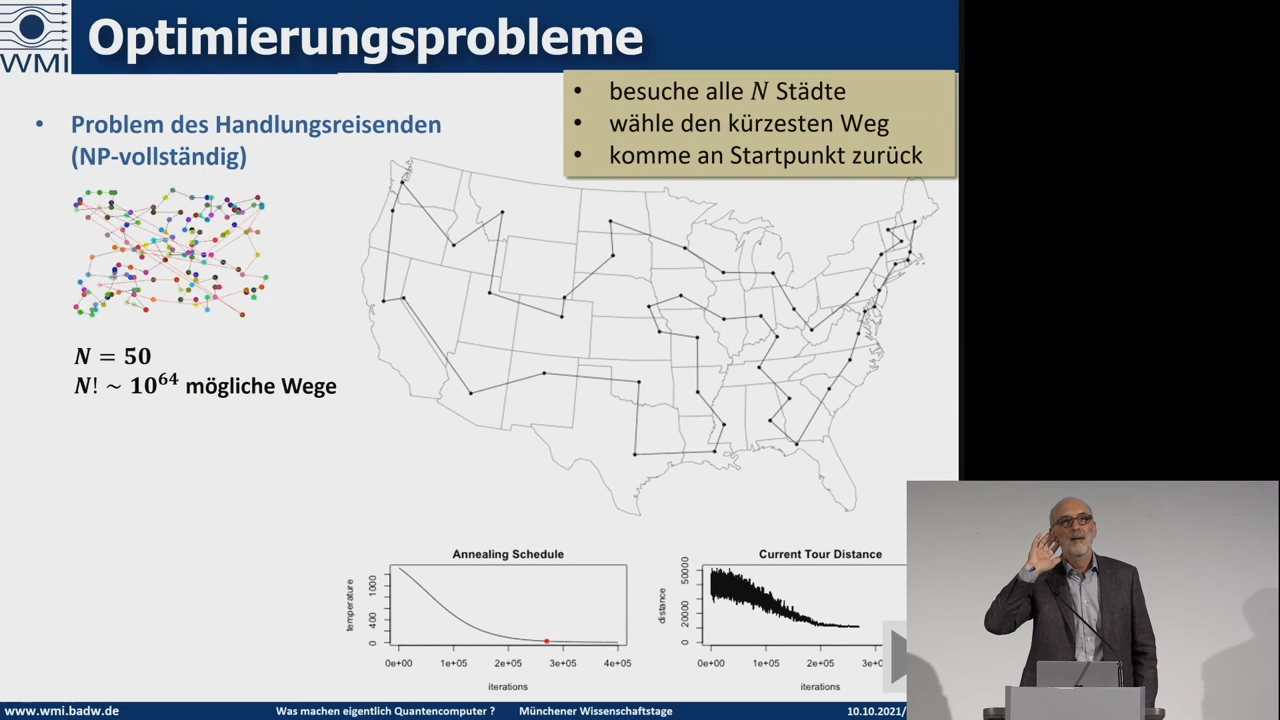 WMI
Optimierungsprobleme
• besuche alle N Städte
• wähle den kürzesten Weg
• komme an Startpunkt zurück
• Problem des Handlungsreisenden
(NP-vollständig)
N = 50
N! ~ 10⁶⁴ mögliche Wege
Annealing Schedule
temperature
0 400 1000
0e+00 1e+05 2e+05 3e+05 4e+05
iterations
Current Tour Distance
distance
0 20000 50000
0e+00 1e+05 2e+05
iterations
www.wmi.badw.de
Was machen eigentlich Quantencomputer ? Münchener Wissenschaftstage
10.10.2021/